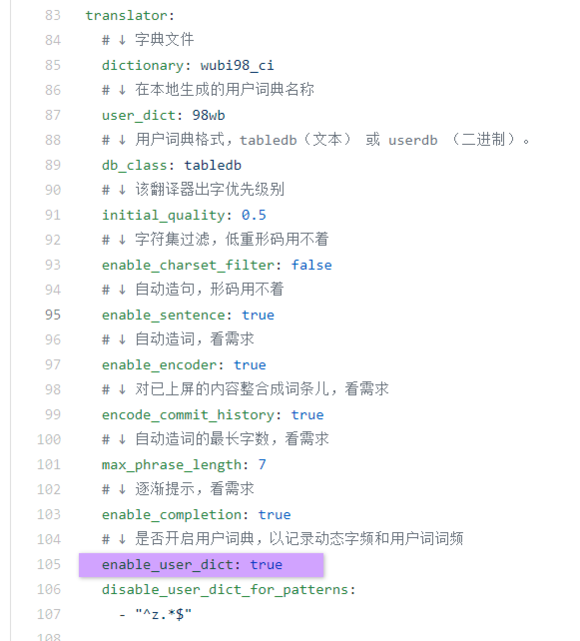 83 translator:
84 # ↓ 字典文件
85 dictionary: wubi98_ci
86 # ↓ 在本地生成的用户词典名称
87 user_dict: 98wb
88 # ↓ 用户词典格式，tabledb（文本） 或 userdb （二进制）。
89 db_class: tabledb
90 # ↓ 该翻译器出字优先级别
91 initial_quality: 0.5
92 # ↓ 字符集过滤，低重形码用不着
93 enable_charset_filter: false
94 # ↓ 自动造句，形码用不着
95 enable_sentence: true
96 # ↓ 自动造词，看需求
97 enable_encoder: true
98 # ↓ 对已上屏的内容整合成词条儿，看需求
99 encode_commit_history: true
100 # ↓ 自动造词的最长字数，看需求
101 max_phrase_length: 7
102 # ↓ 逐渐提示，看需求
103 enable_completion: true
104 # ↓ 是否开启用户词典，以记录动态字频和用户词词频
105 enable_user_dict: true
106 disable_user_dict_for_patterns:
107 - "^z.*$"
108